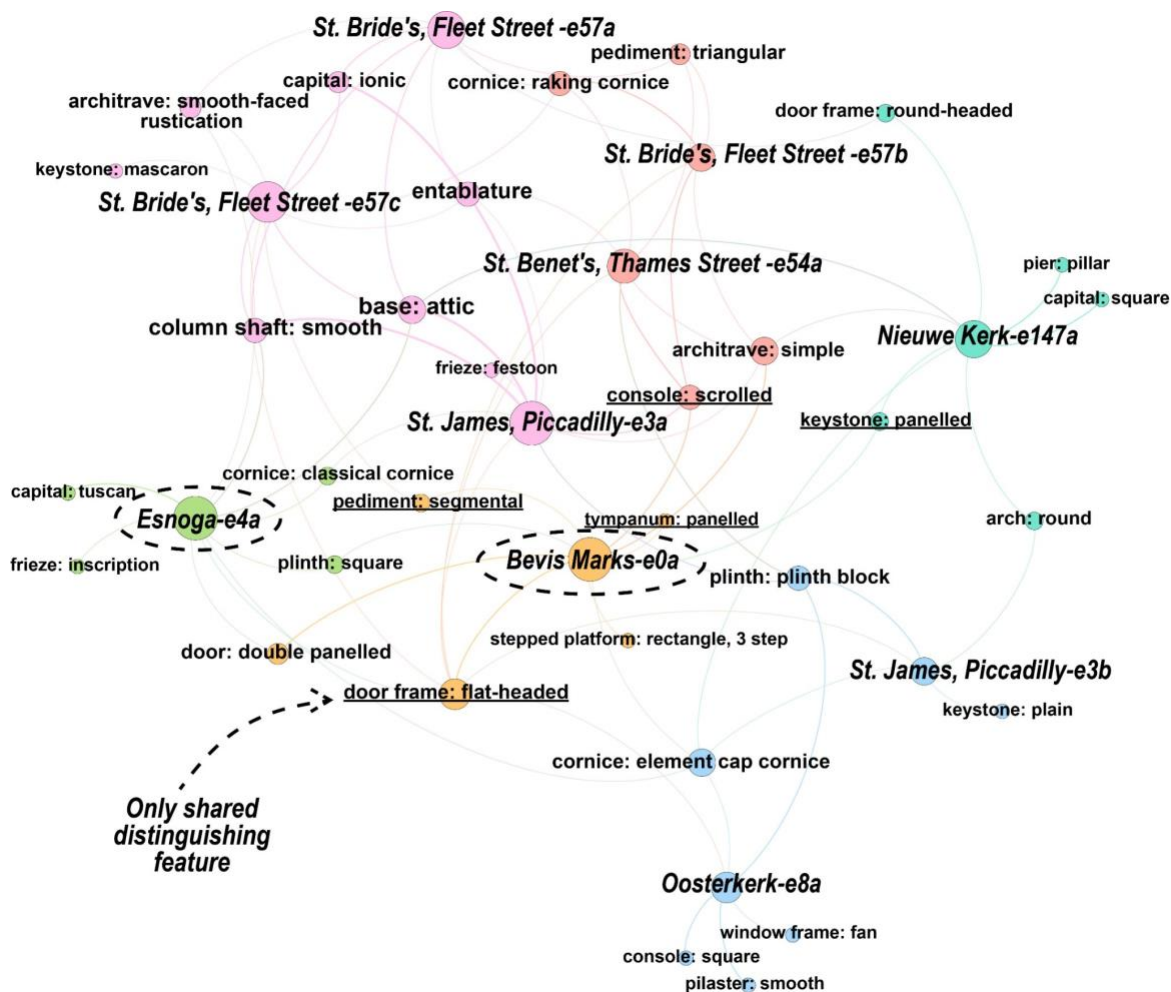 St. Bride's, Fleet Street -e57a
pediment: triangular
capital: ionic
cornice: raking cornice
architrave: smooth-faced
rustication
door frame: round-headed
St. Bride's, Fleet Street -e57b
keystone: mascaron
St. Bride's, Fleet Street -e57c
entablature
St. Benet's, Thames Street -e54a
pier: pillar
capital: square
base: attic
column shaft: smooth
Nieuwe Kerk-e147a
architrave: simple
frieze: festoon
console: scrolled
St. James, Piccadilly-e3a
keystone: panelled
cornice: classical cornice
capital: tuscan
pediment: segmental
Esnoga-e4a
tympanum: panelled
arch: round
frieze: inscription
plinth: square
Bevis Marks-e0a
plinth: plinth block
stepped platform: rectangle, 3 step
door: double panelled
St. James, Piccadilly-e3b
door frame: flat-headed
keystone: plain
cornice: element cap cornice
Only shared
distinguishing
feature
Oosterkerk-e8a
window frame: fan
console: square
pilaster: smooth